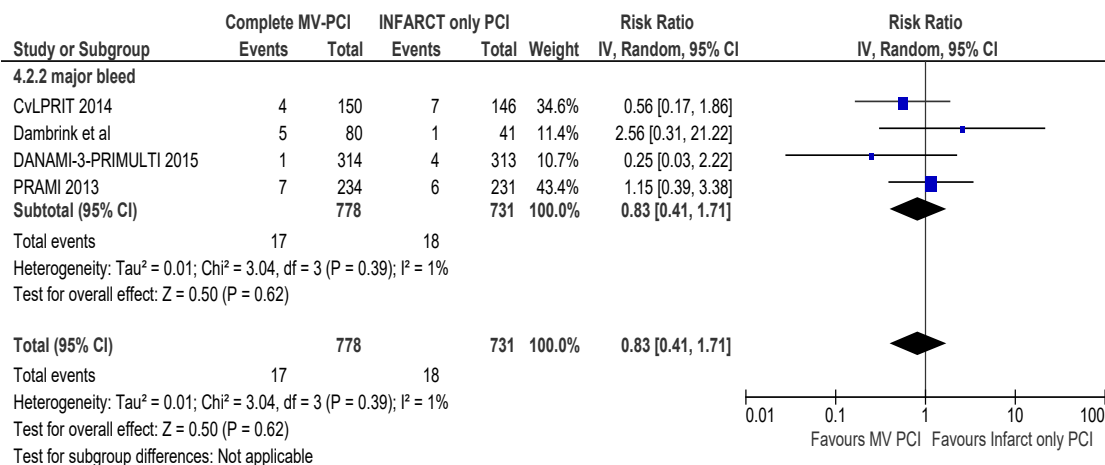 Complete MV-PCI INFARCT only PCI Risk Ratio Risk Ratio
Study or Subgroup Events Total Events Total Weight IV, Random, 95% CI IV, Random, 95% CI
4.2.2 major bleed
CvLPRIT 2014 4 150 7 146 34.6% 0.56 [0.17, 1.86]
Dambrink et al 5 80 1 41 11.4% 2.56 [0.31, 21.22]
DANAMI-3-PRIMULTI 2015 1 314 4 313 10.7% 0.25 [0.03, 2.22]
PRAMI 2013 7 234 6 231 43.4% 1.15 [0.39, 3.38]
Subtotal (95% CI) 778 731 100.0% 0.83 [0.41, 1.71]
Total events 17 18
Heterogeneity: Tau² = 0.01; Chi² = 3.04, df = 3 (P = 0.39); I² = 1%
Test for overall effect: Z = 0.50 (P = 0.62)
Total (95% CI) 778 731 100.0% 0.83 [0.41, 1.71]
Total events 17 18
Heterogeneity: Tau² = 0.01; Chi² = 3.04, df = 3 (P = 0.39); I² = 1%
Test for overall effect: Z = 0.50 (P = 0.62)
Test for subgroup differences: Not applicable
0.01 0.1 1 10 100
Favours MV PCI Favours Infarct only PCI